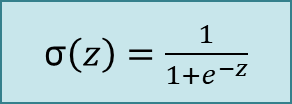 σ(z) = 1/(1+e^{-z})